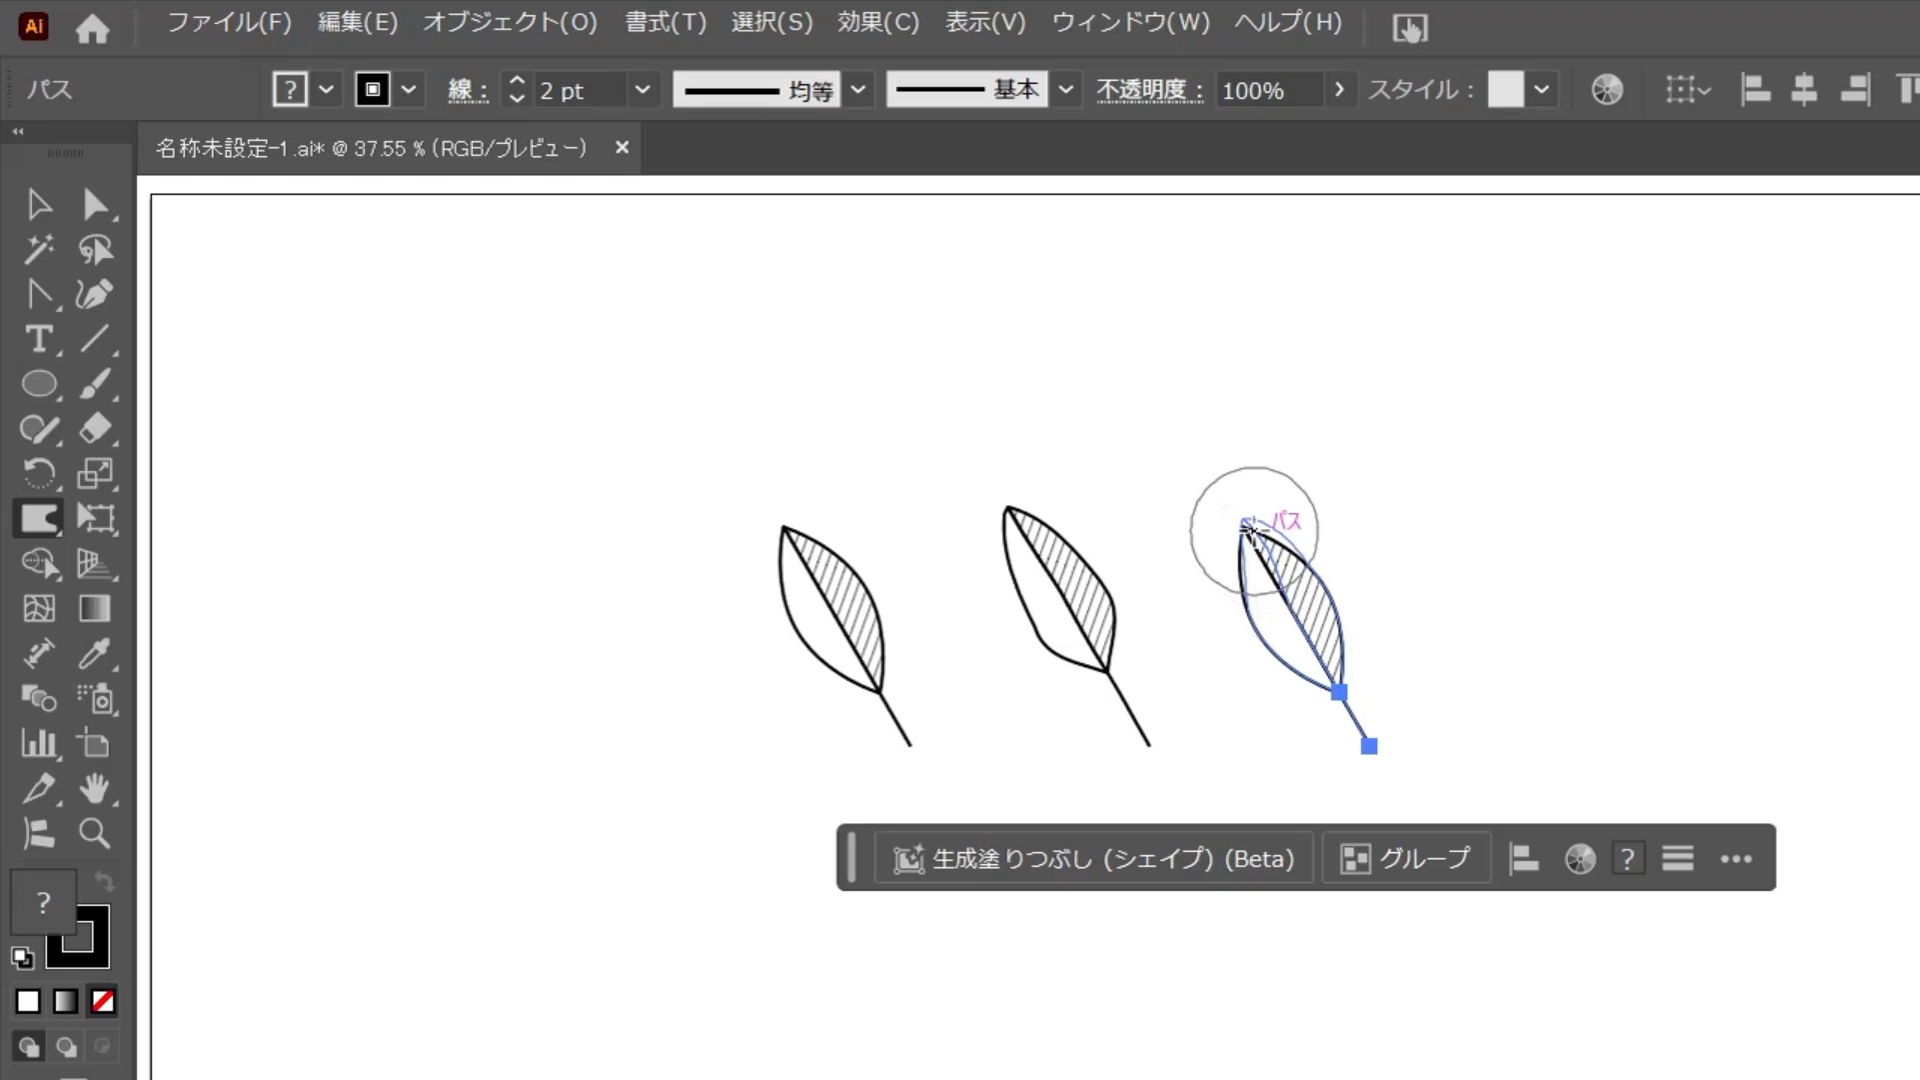 Ai ファイル(F) 編集(E) オブジェクト(O) 書式(T) 選択(S) 効果(C) 表示(V) ウィンドウ(W) ヘルプ(H)
パス ? 線： 2 pt 均等 基本 不透明度： 100% スタイル：
名称未設定-1.ai* @ 37.55 % (RGB/プレビュー) ×
T
パス
生成塗りつぶし (シェイプ) (Beta) グループ ?
?